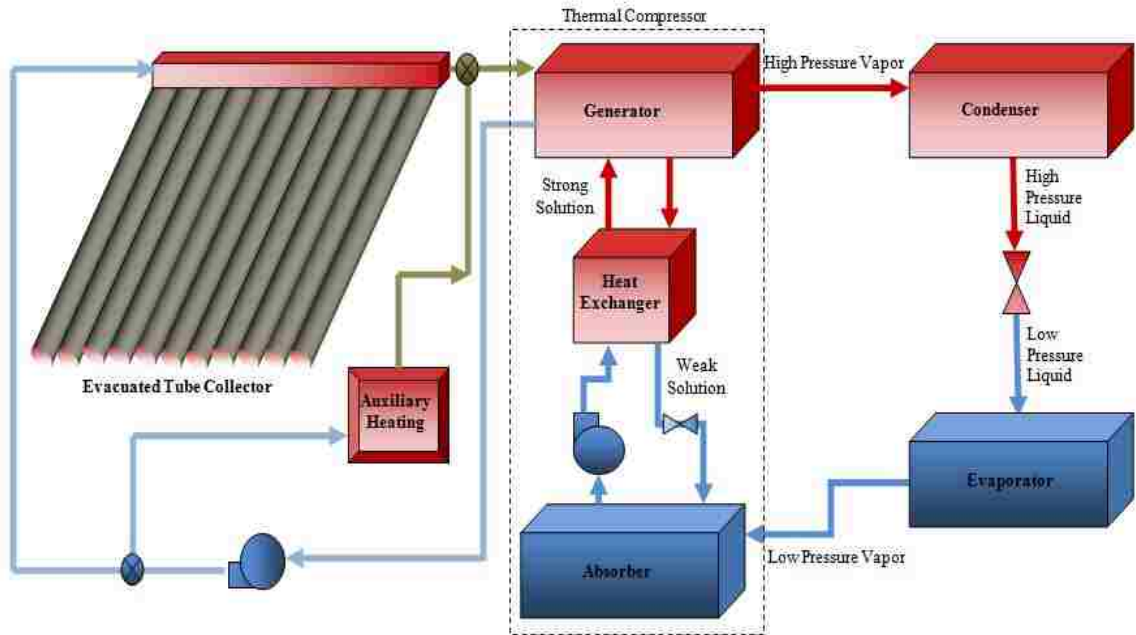 Thermal Compressor
Generator
High Pressure Vapor
Condenser
Strong
Solution
High
Pressure
Liquid
Heat
Exchanger
Evacuated Tube Collector
Auxiliary
Heating
Weak
Solution
Low
Pressure
Liquid
Evaporator
Absorber
Low Pressure Vapor